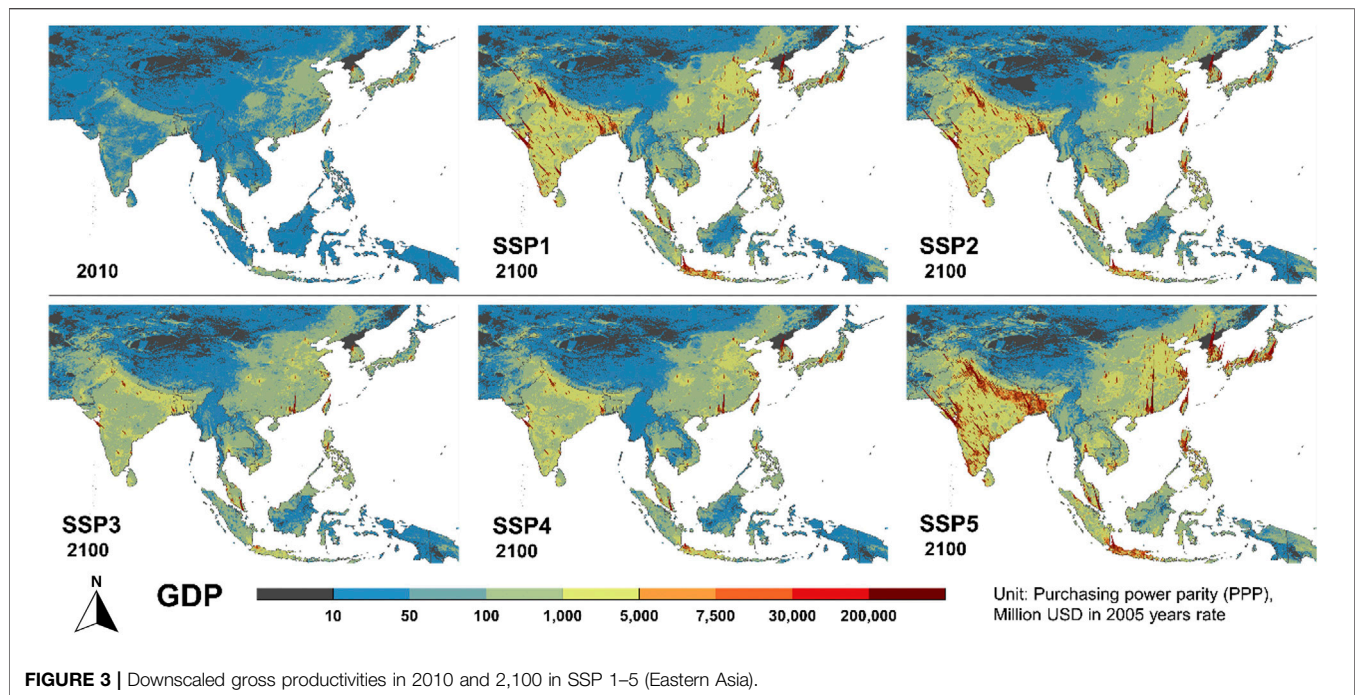 2010
SSP1
2100
SSP2
2100
SSP3
2100
SSP4
2100
SSP5
2100
N
GDP
10 50 100 1,000 5,000 7,500 30,000 200,000
Unit: Purchasing power parity (PPP),
Million USD in 2005 years rate
FIGURE 3 | Downscaled gross productivities in 2010 and 2,100 in SSP 1–5 (Eastern Asia).